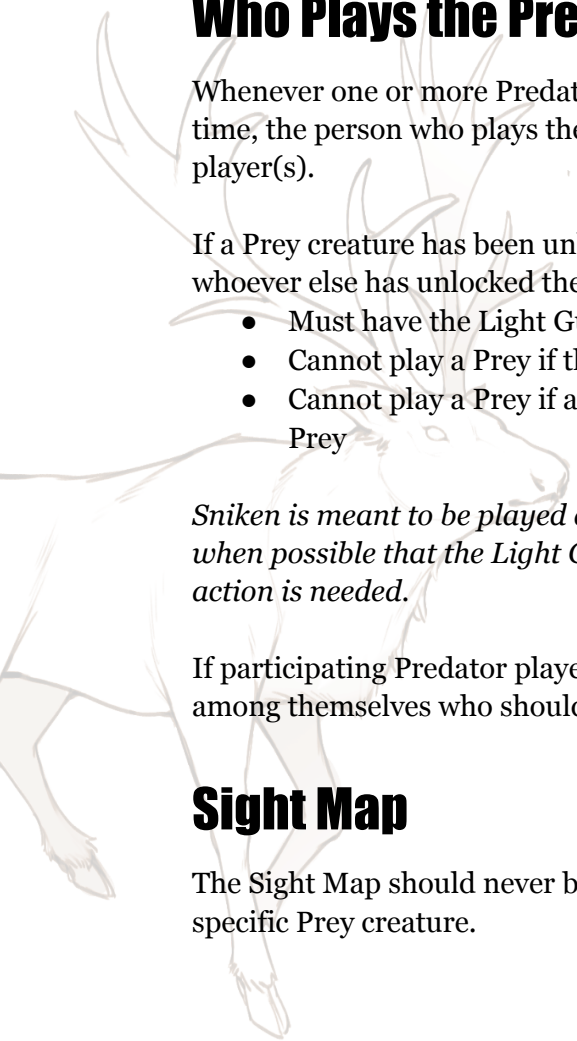 Who Plays the Pre
Whenever one or more Predat
time, the person who plays the
player(s).
If a Prey creature has been un
whoever else has unlocked the
● Must have the Light G
● Cannot play a Prey if t
● Cannot play a Prey if a
Prey
Sniken is meant to be played
when possible that the Light
action is needed.
If participating Predator playe
among themselves who should
Sight Map
The Sight Map should never b
specific Prey creature.